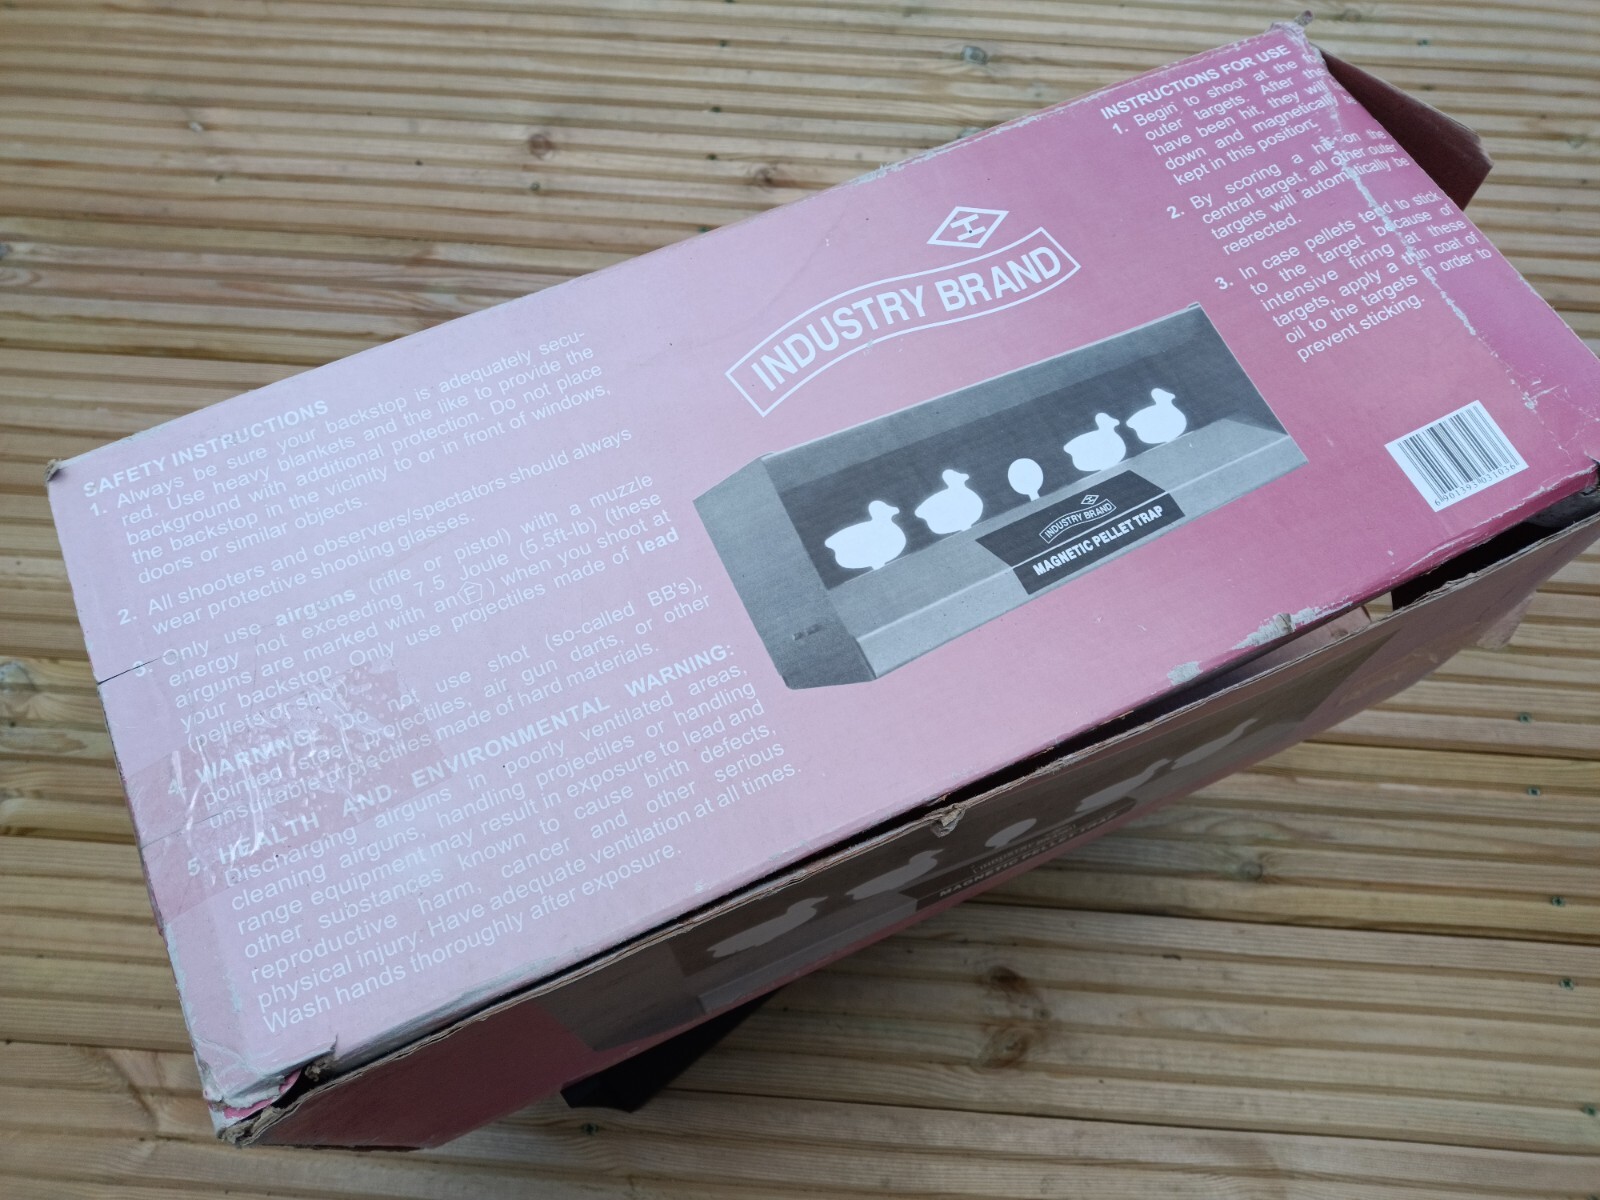 SAFETY INSTRUCTIONS
1. Always be sure your backstop is adequately secu-
red. Use heavy blankets and the like to provide the
background with additional protection. Do not place
the backstop in the vicinity to or in front of windows,
doors or similar objects.
2. All shooters and observers/spectators should always
wear protective shooting glasses.
3. Only use airguns (rifle or pistol) with a muzzle
energy not exceeding 7.5 Joule (5.5ft-lb) (these
airguns are marked with an F) when you shoot at
your backstop. Only use projectiles made of lead
(pellets or shot).
4. WARNING: Do not use shot (so-called BB's),
pointed steel projectiles, air gun darts, or other
unsuitable projectiles made of hard materials.
5. HEALTH AND ENVIRONMENTAL WARNING:
Discharging airguns in poorly ventilated areas,
cleaning airguns, handling projectiles or handling
range equipment may result in exposure to lead and
other substances known to cause birth defects,
reproductive harm, cancer and other serious
physical injury. Have adequate ventilation at all times.
Wash hands thoroughly after exposure.
H
INDUSTRY BRAND
H
INDUSTRY BRAND
MAGNETIC PELLET TRAP
INSTRUCTIONS FOR USE
1. Begin to shoot at the
outer targets. After the
have been hit, they will
down and magnetically
kept in this position.
2. By scoring a hit on the
central target, all other outer
targets will automatically be
reerected.
3. In case pellets tend to stick
to the target because of
intensive firing at these
targets, apply a thin coat of
oil to the targets in order to
prevent sticking.
6901393031036
INDUSTRY BRAND
MAGNETIC PELLET TRAP